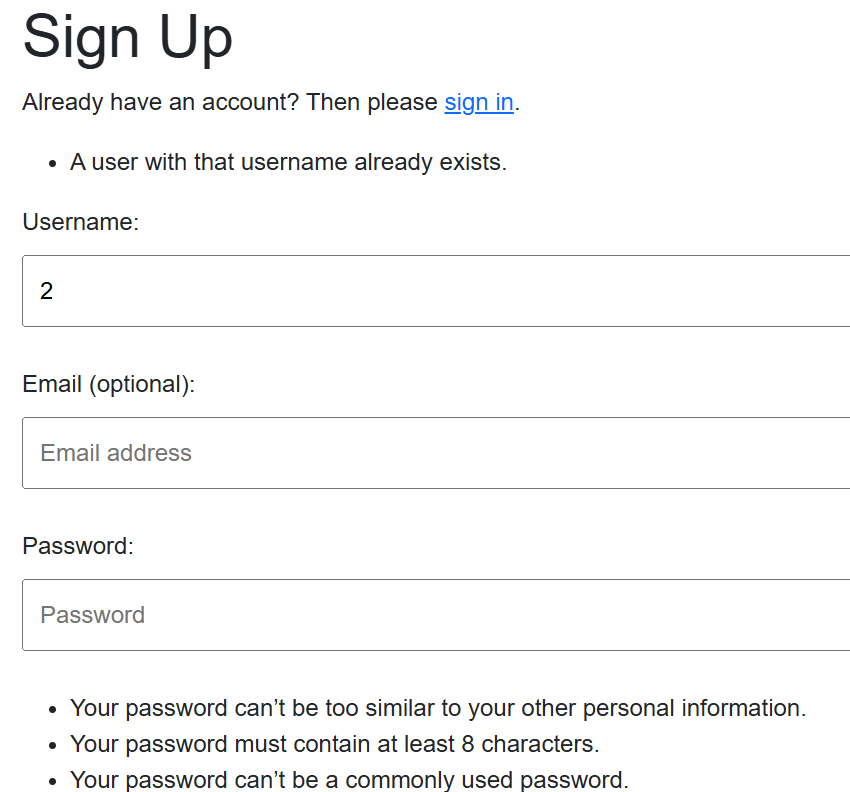 Sign Up
Already have an account? Then please sign in.
• A user with that username already exists.
Username:
2
Email (optional):
Email address
Password:
Password
• Your password can’t be too similar to your other personal information.
• Your password must contain at least 8 characters.
• Your password can’t be a commonly used password.